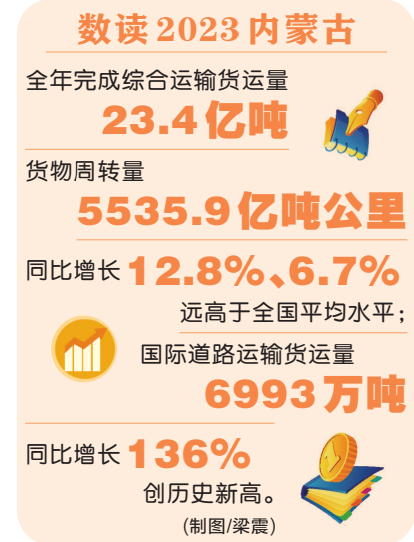 数读2023内蒙古
全年完成综合运输货运量
23.4亿吨
货物周转量
5535.9亿吨公里
同比增长12.8%、6.7%
远高于全国平均水平；
国际道路运输货运量
6993万吨
同比增长136%
创历史新高。
(制图/梁震)